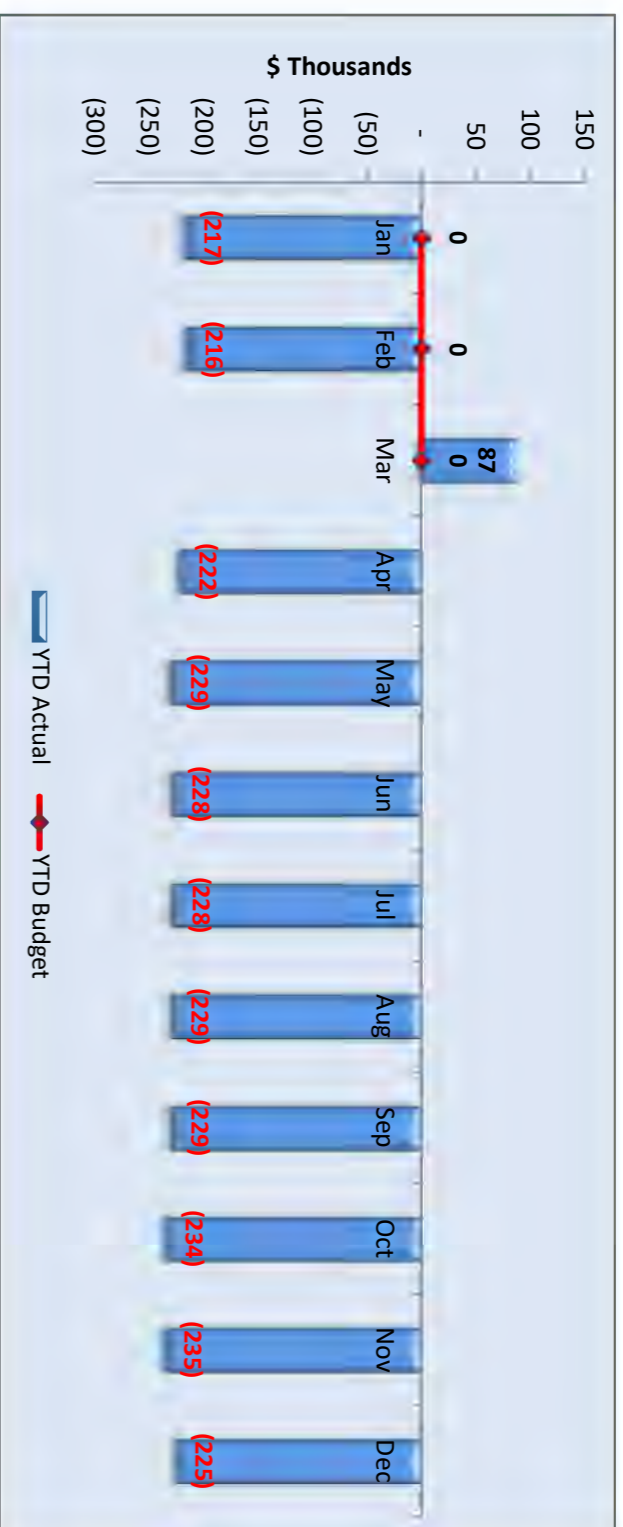 $ Thousands
150
100
50
-
(50)
(100)
(150)
(200)
(250)
(300)
0
0
87
0
Jan
Feb
Mar
Apr
May
Jun
Jul
Aug
Sep
Oct
Nov
Dec
(217)
(216)
(222)
(229)
(228)
(228)
(229)
(229)
(234)
(235)
(225)
YTD Actual
YTD Budget